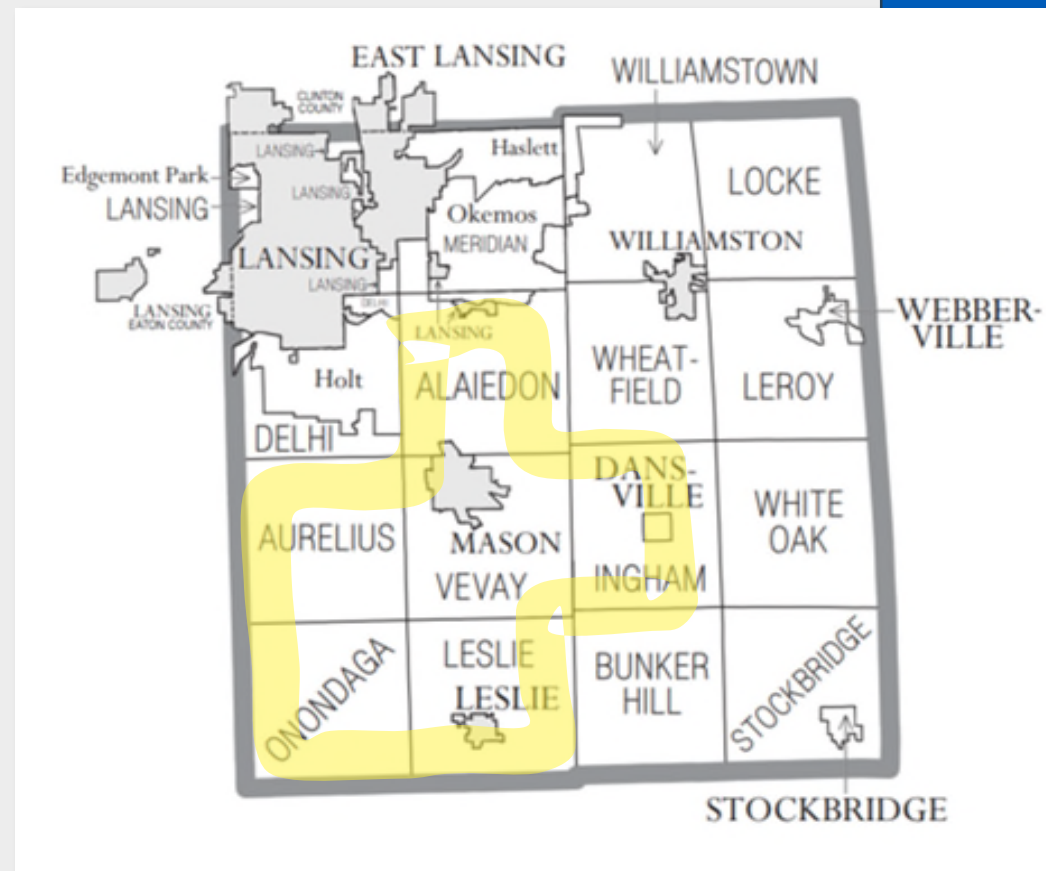 EAST LANSING
WILLIAMSTOWN
CLINTON
COUNTY
LANSING
Haslett
Edgemont Park
LANSING
LOCKE
LANSING
Okemos
MERIDIAN
WILLIAMSTON
LANSING
LANSING
DELHI
LANSING
EATON COUNTY
LANSING
WEBBER-
VILLE
Holt
ALAIEDON
WHEAT-
FIELD
LEROY
DELHI
DANS-
VILLE
WHITE
OAK
AURELIUS
MASON
VEVAY
INGHAM
ONONDAGA
LESLIE
LESLIE
BUNKER
HILL
STOCKBRIDGE
STOCKBRIDGE